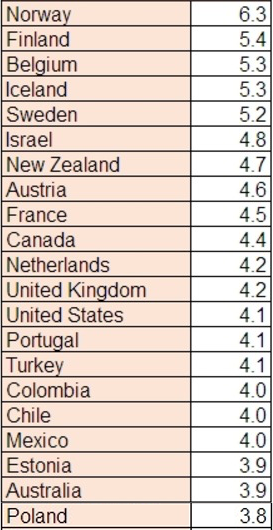 Norway 6.3
Finland 5.4
Belgium 5.3
Iceland 5.3
Sweden 5.2
Israel 4.8
New Zealand 4.7
Austria 4.6
France 4.5
Canada 4.4
Netherlands 4.2
United Kingdom 4.2
United States 4.1
Portugal 4.1
Turkey 4.1
Colombia 4.0
Chile 4.0
Mexico 4.0
Estonia 3.9
Australia 3.9
Poland 3.8